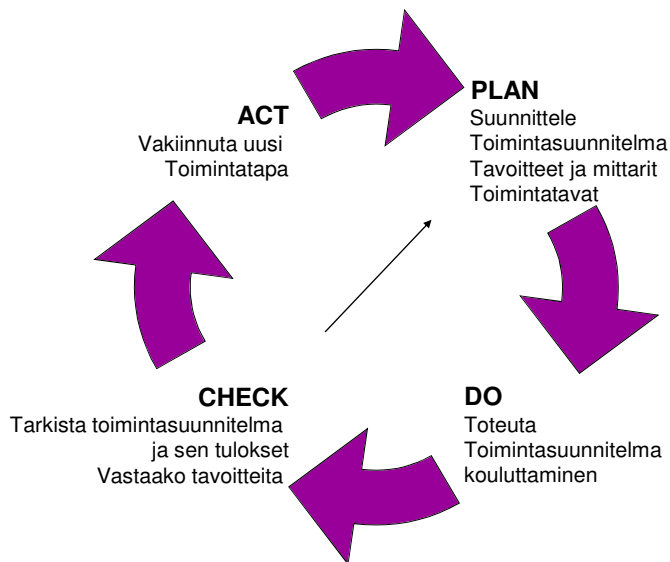 PLAN
Suunnittele
Toimintasuunnitelma
Tavoitteet ja mittarit
Toimintatavat
DO
Toteuta
Toimintasuunnitelma
kouluttaminen
CHECK
Tarkista toimintasuunnitelma
ja sen tulokset
Vastaako tavoitteita
ACT
Vakiinnuta uusi
Toimintatapa